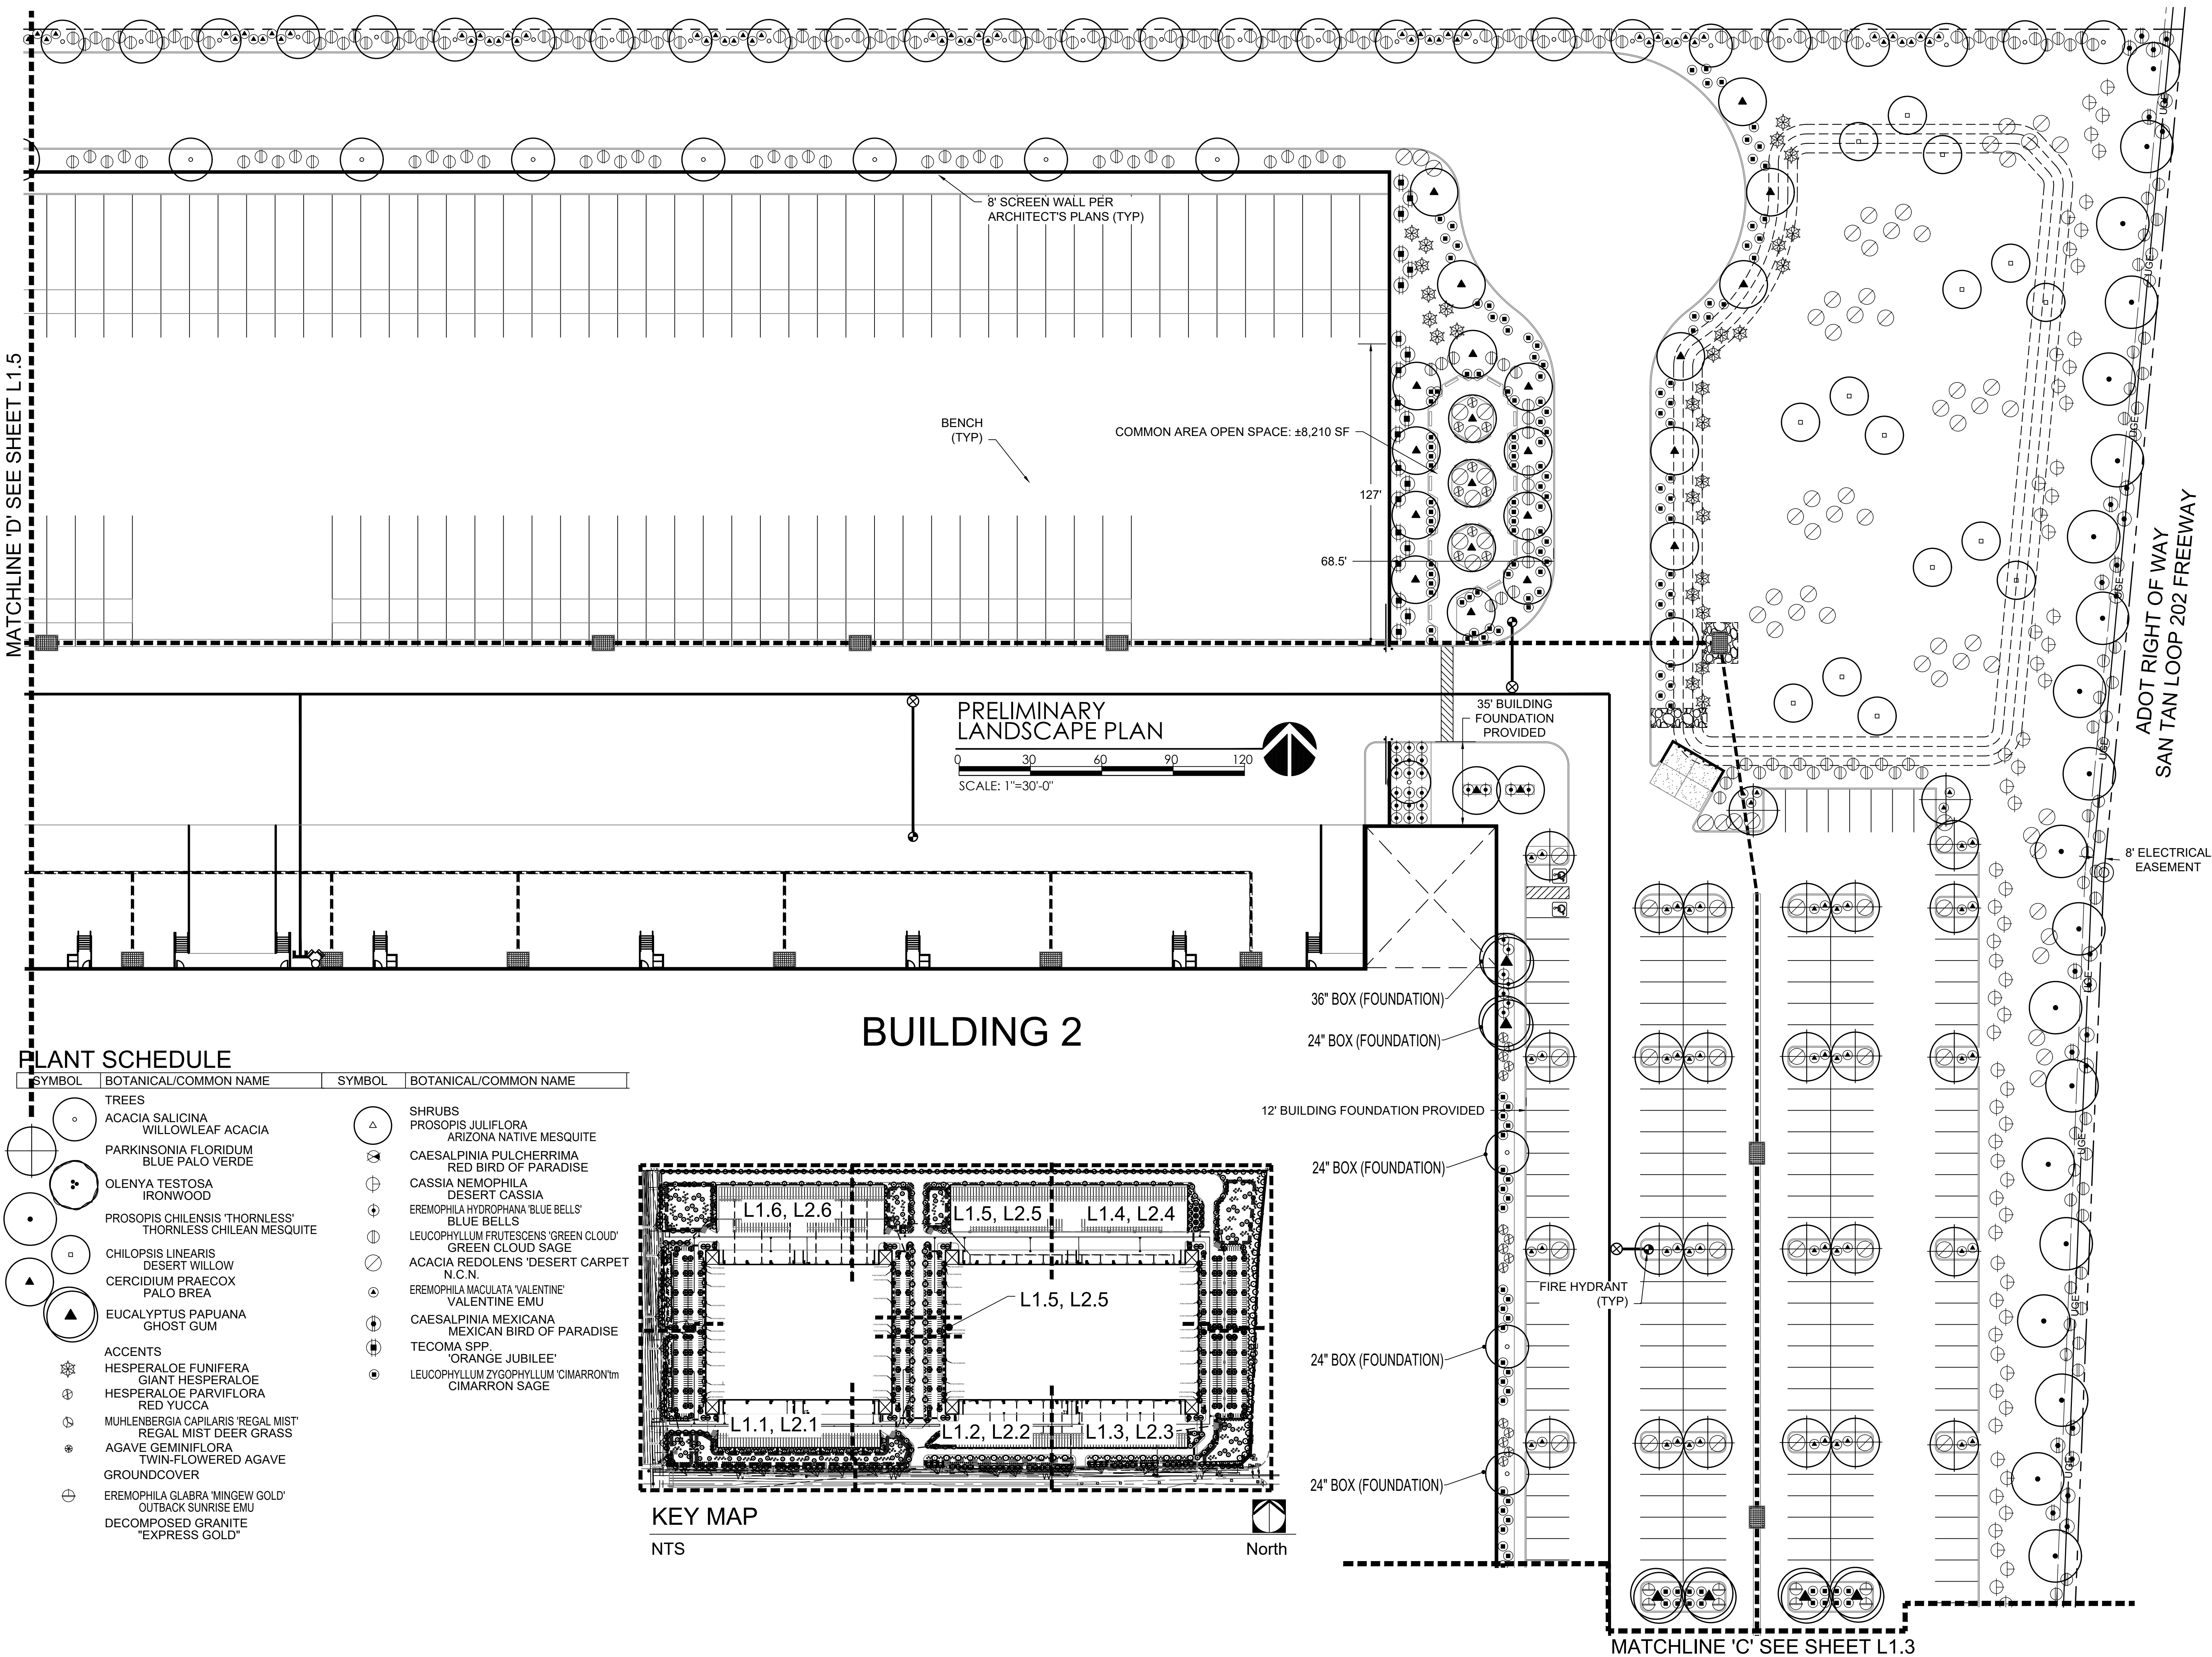 MATCHLINE 'D' SEE SHEET L1.5
8' SCREEN WALL PER
ARCHITECT'S PLANS (TYP)
BENCH
(TYP)
COMMON AREA OPEN SPACE: ±8,210 SF
127'
68.5'
UGE
UGE
UGE
UGE
UGE
UGE
UGE
UGE
UGE
ADOT RIGHT OF WAY
SAN TAN LOOP 202 FREEWAY
PRELIMINARY
LANDSCAPE PLAN
0 30 60 90 120
SCALE: 1"=30'-0"
35' BUILDING
FOUNDATION
PROVIDED
8' ELECTRICAL
EASEMENT
36" BOX (FOUNDATION)
24" BOX (FOUNDATION)
BUILDING 2
12' BUILDING FOUNDATION PROVIDED
24" BOX (FOUNDATION)
FIRE HYDRANT
(TYP)
24" BOX (FOUNDATION)
24" BOX (FOUNDATION)
PLANT SCHEDULE
SYMBOL BOTANICAL/COMMON NAME SYMBOL BOTANICAL/COMMON NAME
TREES
ACACIA SALICINA
WILLOWLEAF ACACIA
PARKINSONIA FLORIDUM
BLUE PALO VERDE
OLENYA TESTOSA
IRONWOOD
PROSOPIS CHILENSIS 'THORNLESS'
THORNLESS CHILEAN MESQUITE
CHILOPSIS LINEARIS
DESERT WILLOW
CERCIDIUM PRAECOX
PALO BREA
EUCALYPTUS PAPUANA
GHOST GUM
ACCENTS
HESPERALOE FUNIFERA
GIANT HESPERALOE
HESPERALOE PARVIFLORA
RED YUCCA
MUHLENBERGIA CAPILARIS 'REGAL MIST'
REGAL MIST DEER GRASS
AGAVE GEMINIFLORA
TWIN-FLOWERED AGAVE
GROUNDCOVER
EREMOPHILA GLABRA 'MINGEW GOLD'
OUTBACK SUNRISE EMU
DECOMPOSED GRANITE
"EXPRESS GOLD"
SHRUBS
PROSOPIS JULIFLORA
ARIZONA NATIVE MESQUITE
CAESALPINIA PULCHERRIMA
RED BIRD OF PARADISE
CASSIA NEMOPHILA
DESERT CASSIA
EREMOPHILA HYDROPHANA 'BLUE BELLS'
BLUE BELLS
LEUCOPHYLLUM FRUTESCENS 'GREEN CLOUD'
GREEN CLOUD SAGE
ACACIA REDOLENS 'DESERT CARPET
N.C.N.
EREMOPHILA MACULATA 'VALENTINE'
VALENTINE EMU
CAESALPINIA MEXICANA
MEXICAN BIRD OF PARADISE
TECOMA SPP.
'ORANGE JUBILEE'
LEUCOPHYLLUM ZYGOPHYLLUM 'CIMARRON'tm
CIMARRON SAGE
L1.6, L2.6
L1.5, L2.5
L1.4, L2.4
L1.5, L2.5
L1.1, L2.1
L1.2, L2.2
L1.3, L2.3
KEY MAP
NTS
North
MATCHLINE 'C' SEE SHEET L1.3